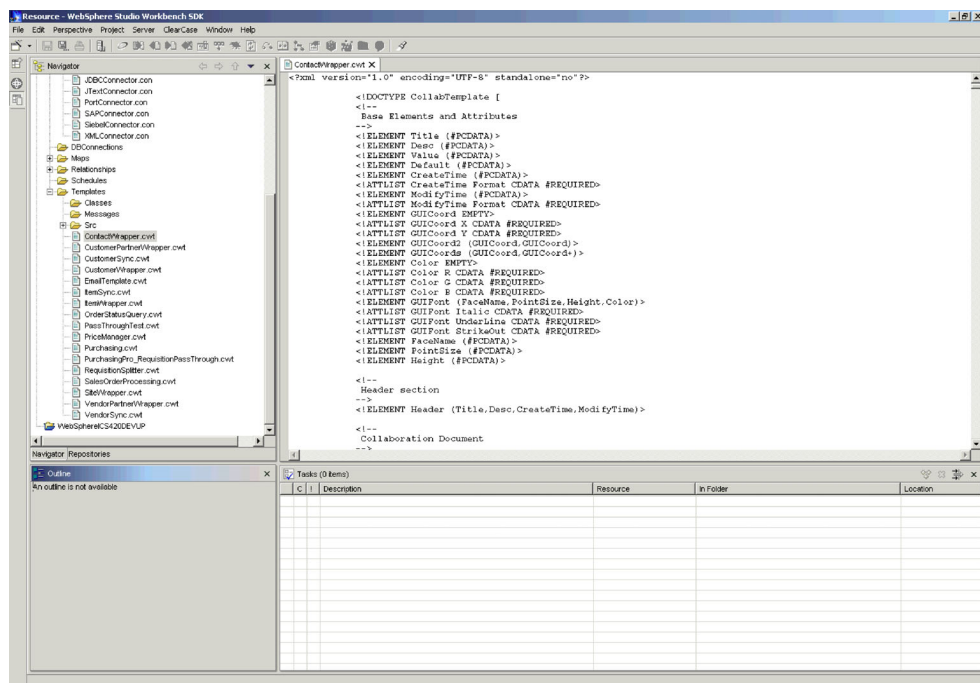 Resource - WebSphere Studio Workbench SDK
File Edit Perspective Project Server ClearCase Window Help
Navigator
JDBCConnector.con
JTextConnector.con
PortConnector.con
SAPConnector.con
SiebelConnector.con
XMLConnector.con
DBConnections
Maps
Relationships
Schedules
Templates
Classes
Messages
Src
ContactWrapper.cwt
CustomerPartnerWrapper.cwt
CustomerSync.cwt
CustomerWrapper.cwt
EmailTemplate.cwt
ItemSync.cwt
ItemWrapper.cwt
OrderStatusQuery.cwt
PassThroughTest.cwt
PriceManager.cwt
Purchasing.cwt
PurchasingPro_RequisitionPassThrough.cwt
RequisitionSplitter.cwt
SalesOrderProcessing.cwt
SiteWrapper.cwt
VendorPartnerWrapper.cwt
VendorSync.cwt
WebSphereICS420DEVUP
Navigator Repositories
ContactWrapper.cwt X
<?xml version="1.0" encoding="UTF-8" standalone="no"?>
<!DOCTYPE CollabTemplate [
<!--
Base Elements and Attributes
-->
<!ELEMENT Title (#PCDATA)>
<!ELEMENT Desc (#PCDATA)>
<!ELEMENT Value (#PCDATA)>
<!ELEMENT Default (#PCDATA)>
<!ELEMENT CreateTime (#PCDATA)>
<!ATTLIST CreateTime Format CDATA #REQUIRED>
<!ELEMENT ModifyTime (#PCDATA)>
<!ATTLIST ModifyTime Format CDATA #REQUIRED>
<!ELEMENT GUICoord EMPTY>
<!ATTLIST GUICoord X CDATA #REQUIRED>
<!ATTLIST GUICoord Y CDATA #REQUIRED>
<!ELEMENT GUICoord2 (GUICoord,GUICoord)>
<!ELEMENT GUICoords (GUICoord,GUICoord+)>
<!ELEMENT Color EMPTY>
<!ATTLIST Color R CDATA #REQUIRED>
<!ATTLIST Color G CDATA #REQUIRED>
<!ATTLIST Color B CDATA #REQUIRED>
<!ELEMENT GUIFont (FaceName,PointSize,Height,Color)>
<!ATTLIST GUIFont Italic CDATA #REQUIRED>
<!ATTLIST GUIFont UnderLine CDATA #REQUIRED>
<!ATTLIST GUIFont StrikeOut CDATA #REQUIRED>
<!ELEMENT FaceName (#PCDATA)>
<!ELEMENT PointSize (#PCDATA)>
<!ELEMENT Height (#PCDATA)>
<!--
Header section
-->
<!ELEMENT Header (Title,Desc,CreateTime,ModifyTime)>
<!--
Collaboration Document
-->
Outline
An outline is not available
Tasks (0 items)
C ! Description Resource In Folder Location